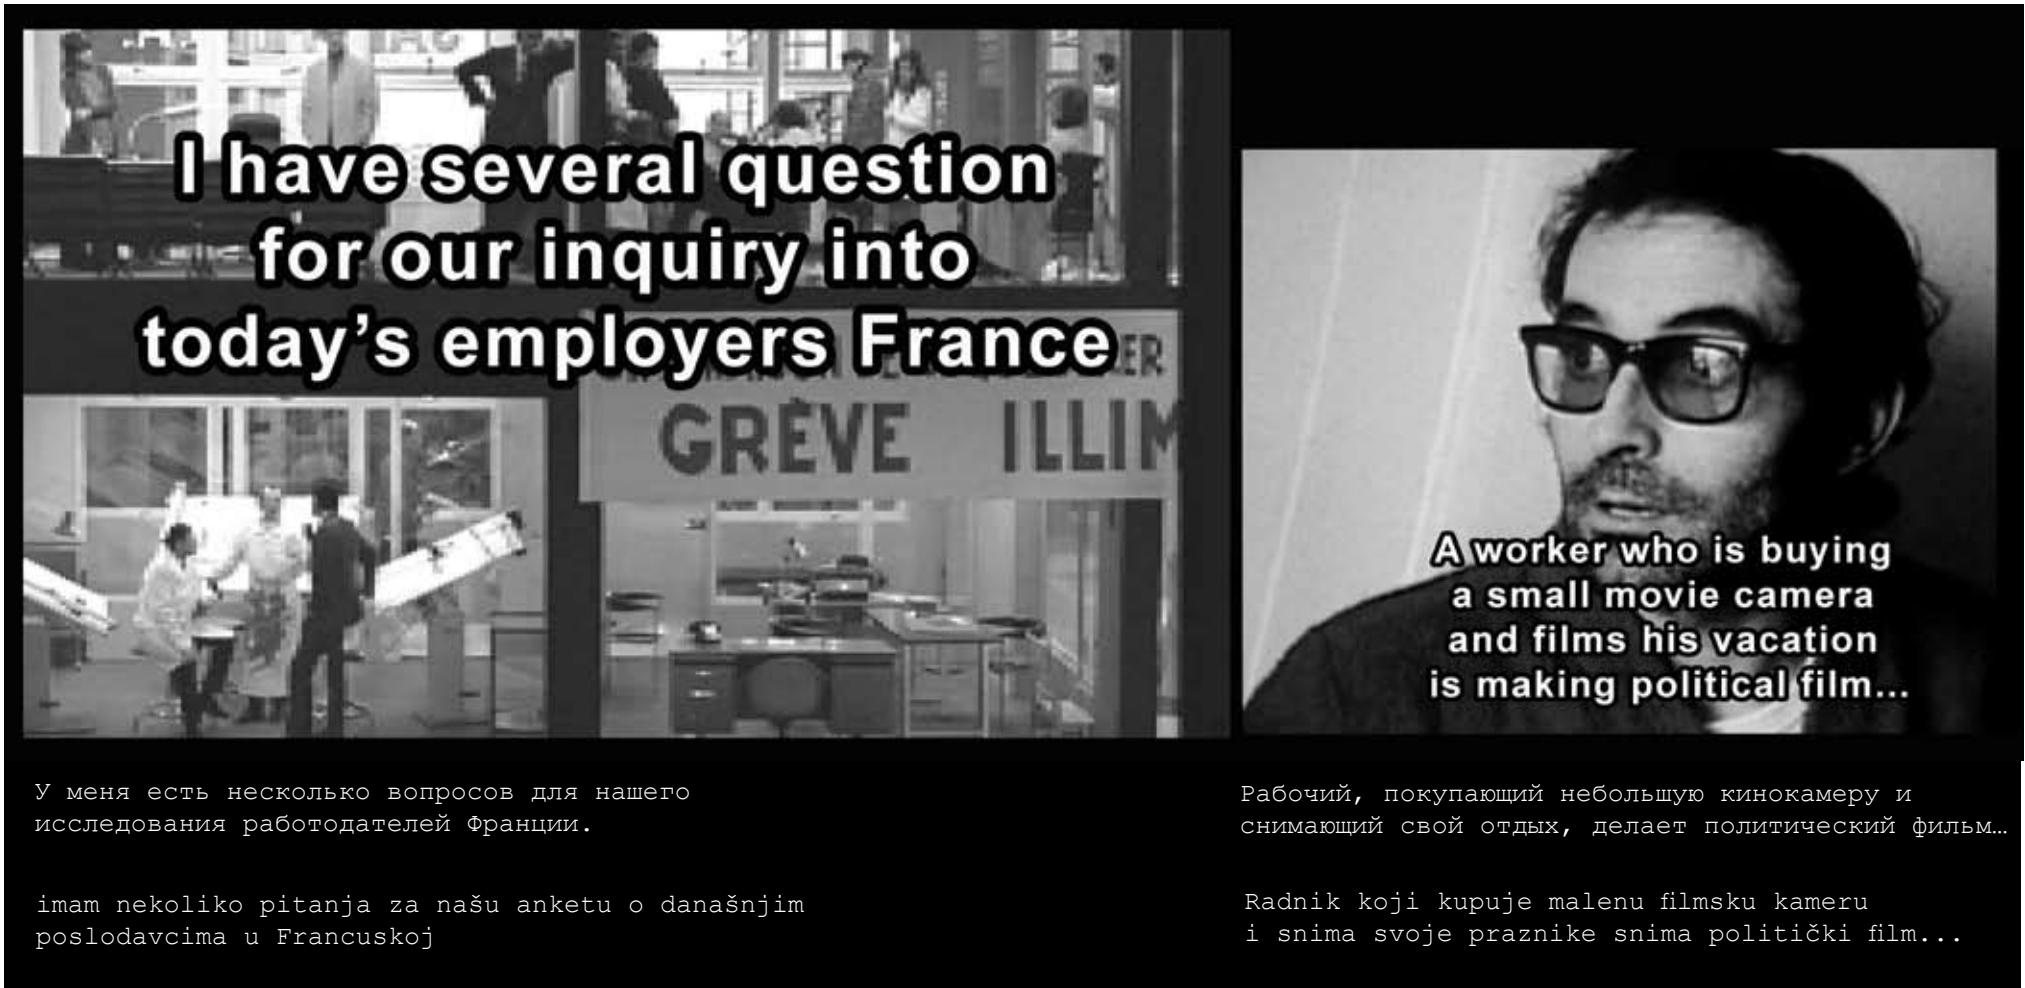 I have several question
for our inquiry into
today's employers France
GRÈVE ILLIM
A worker who is buying
a small movie camera
and films his vacation
is making political film...
У меня есть несколько вопросов для нашего
исследования работодателей Франции.
imam nekoliko pitanja za našu anketu o današnjim
poslodavcima u Francuskoj
Рабочий, покупающий небольшую кинокамеру и
снимающий свой отдых, делает политический фильм…
Radnik koji kupuje malenu filmsku kameru
i snima svoje praznike snima politički film...